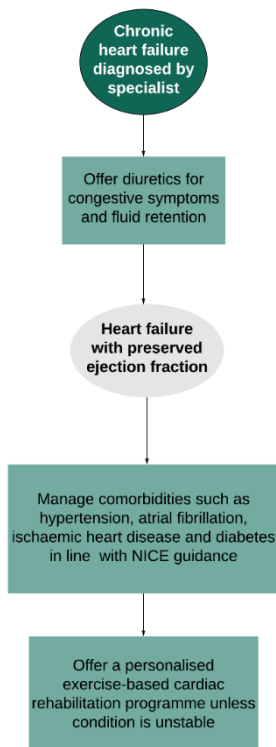 Chronic
heart failure
diagnosed by
specialist
Offer diuretics for
congestive symptoms
and fluid retention
Heart failure
with preserved
ejection fraction
Manage comorbidities such as
hypertension, atrial fibrillation,
ischaemic heart disease and diabetes
in line with NICE guidance
Offer a personalised
exercise-based cardiac
rehabilitation programme unless
condition is unstable